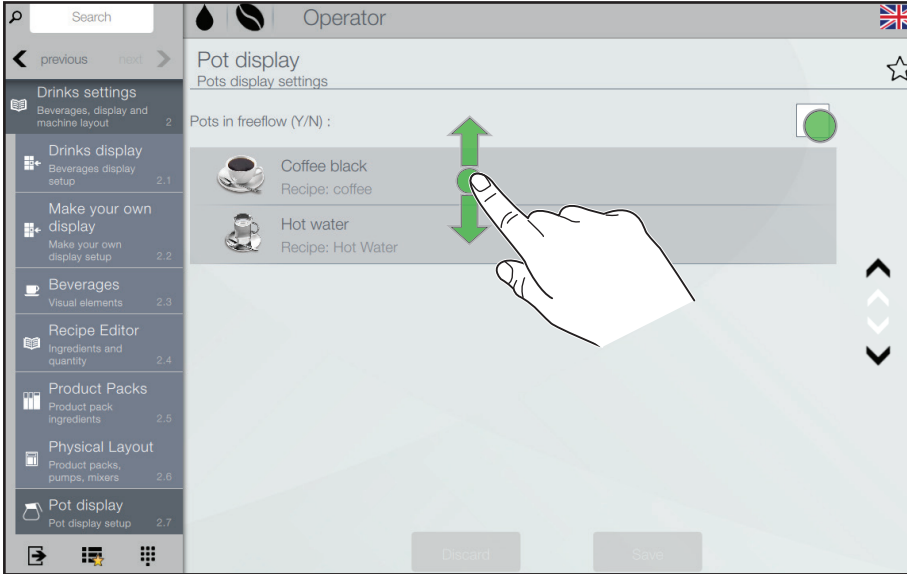 Search
Operator
previous
next
Pot display
Pots display settings
Drinks settings
Beverages, display and
machine layout 2
Drinks display
Beverages display
setup 2.1
Make your own
display
Make your own
display setup 2.2
Beverages
Visual elements 2.3
Recipe Editor
Ingredients and
quantity 2.4
Product Packs
Product pack
ingredients 2.5
Physical Layout
Product packs,
pumps, mixers 2.6
Pot display
Pot display setup 2.7
Pots in freeflow (Y/N) :
Coffee black
Recipe: coffee
Hot water
Recipe: Hot Water
Discard
Save